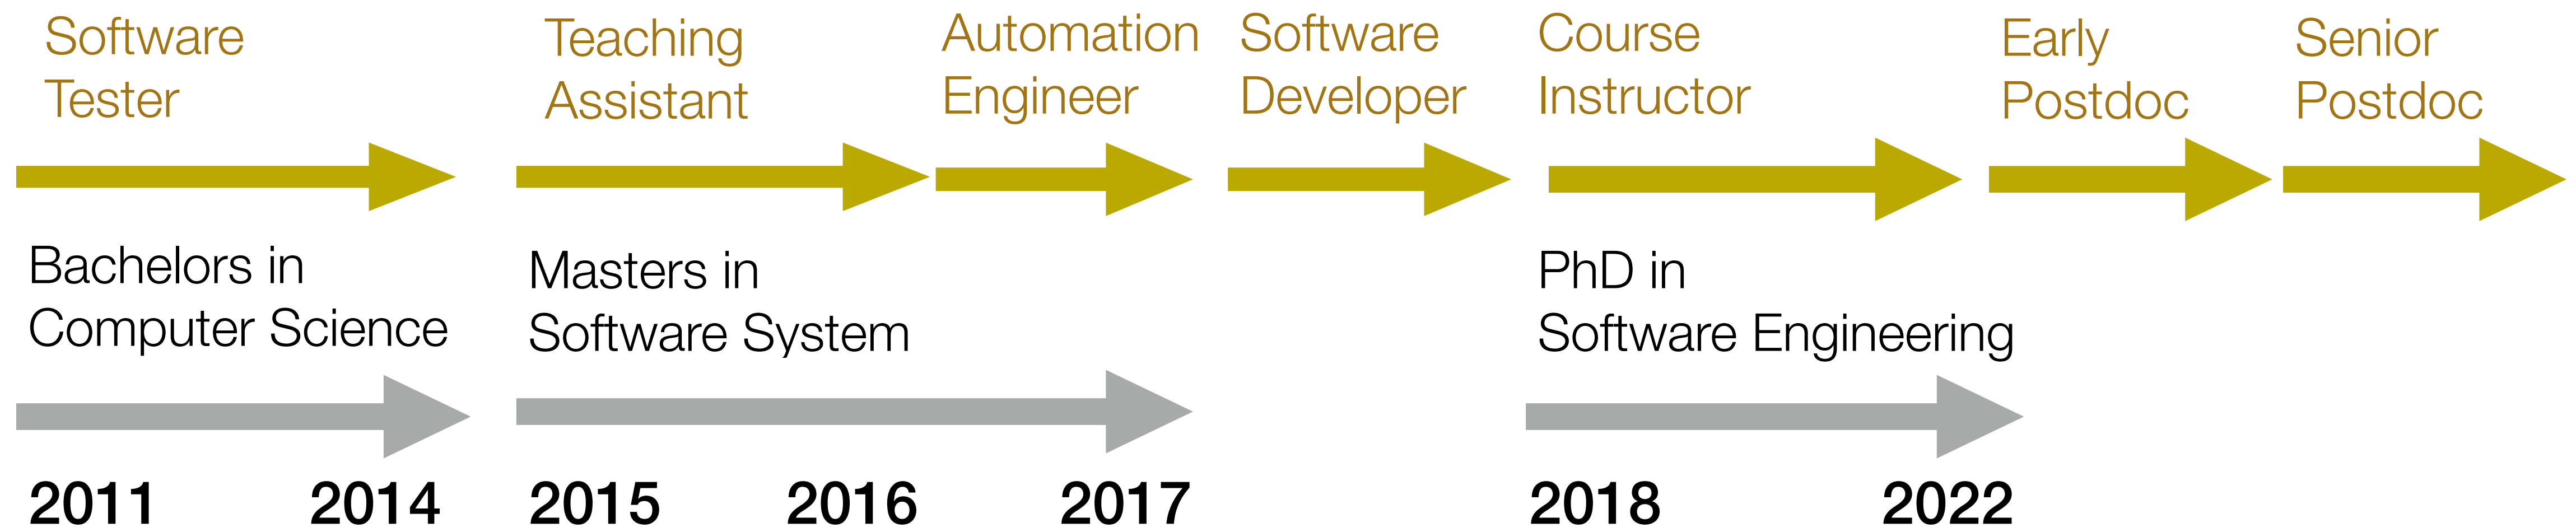 Software
Tester
Teaching
Assistant
Automation
Engineer
Software
Developer
Course
Instructor
Early
Postdoc
Senior
Postdoc
Bachelors in
Computer Science
Masters in
Software System
PhD in
Software Engineering
2011
2014
2015
2016
2017
2018
2022